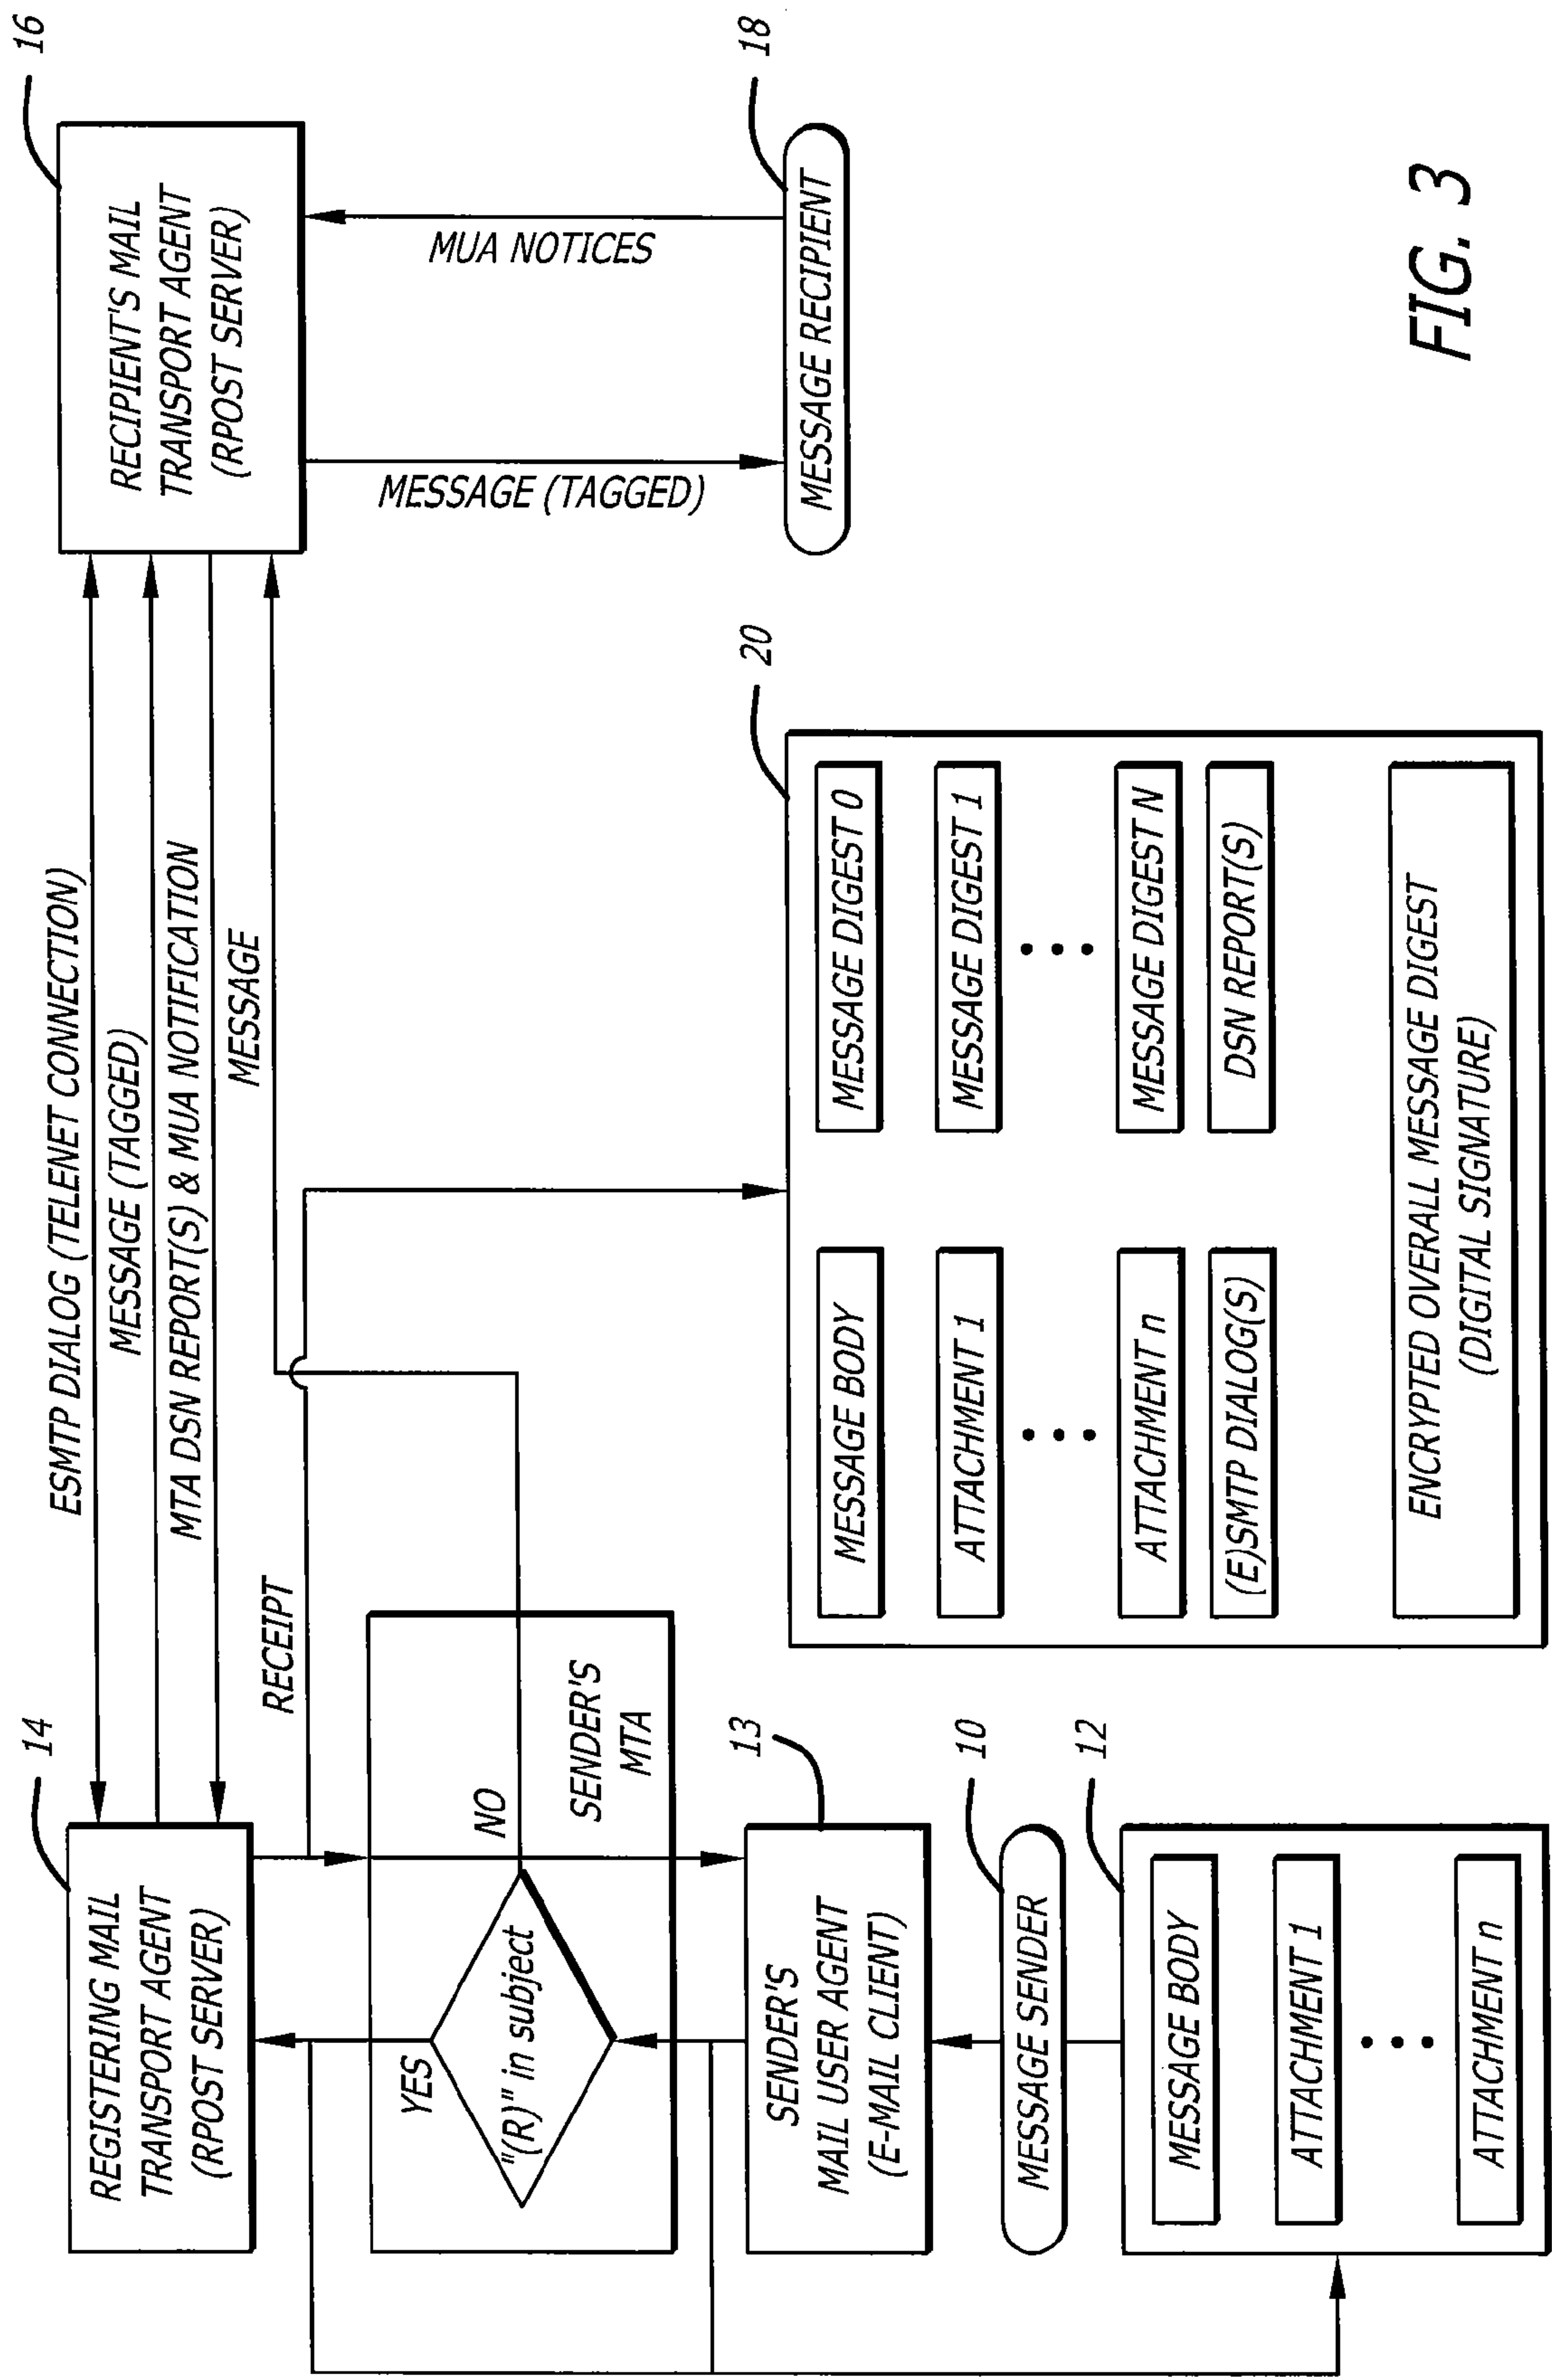 14
REGISTERING MAIL
TRANSPORT AGENT
(RPOST SERVER)
ESMTP DIALOG (TELENET CONNECTION)
MESSAGE (TAGGED)
MTA DSN REPORT(S) & MUA NOTIFICATION
MESSAGE
16
RECIPIENT'S MAIL
TRANSPORT AGENT
(RPOST SERVER)
RECEIPT
YES
"(R)" in subject
NO
SENDER'S
MTA
MESSAGE (TAGGED)
MUA NOTICES
13
SENDER'S
MAIL USER AGENT
(E-MAIL CLIENT)
18
MESSAGE RECIPIENT
10
MESSAGE SENDER
12
MESSAGE BODY
ATTACHMENT 1
ATTACHMENT n
20
MESSAGE BODY
MESSAGE DIGEST 0
ATTACHMENT 1
MESSAGE DIGEST 1
ATTACHMENT n
MESSAGE DIGEST N
(E)SMTP DIALOG(S)
DSN REPORT(S)
ENCRYPTED OVERALL MESSAGE DIGEST
(DIGITAL SIGNATURE)
FIG. 3